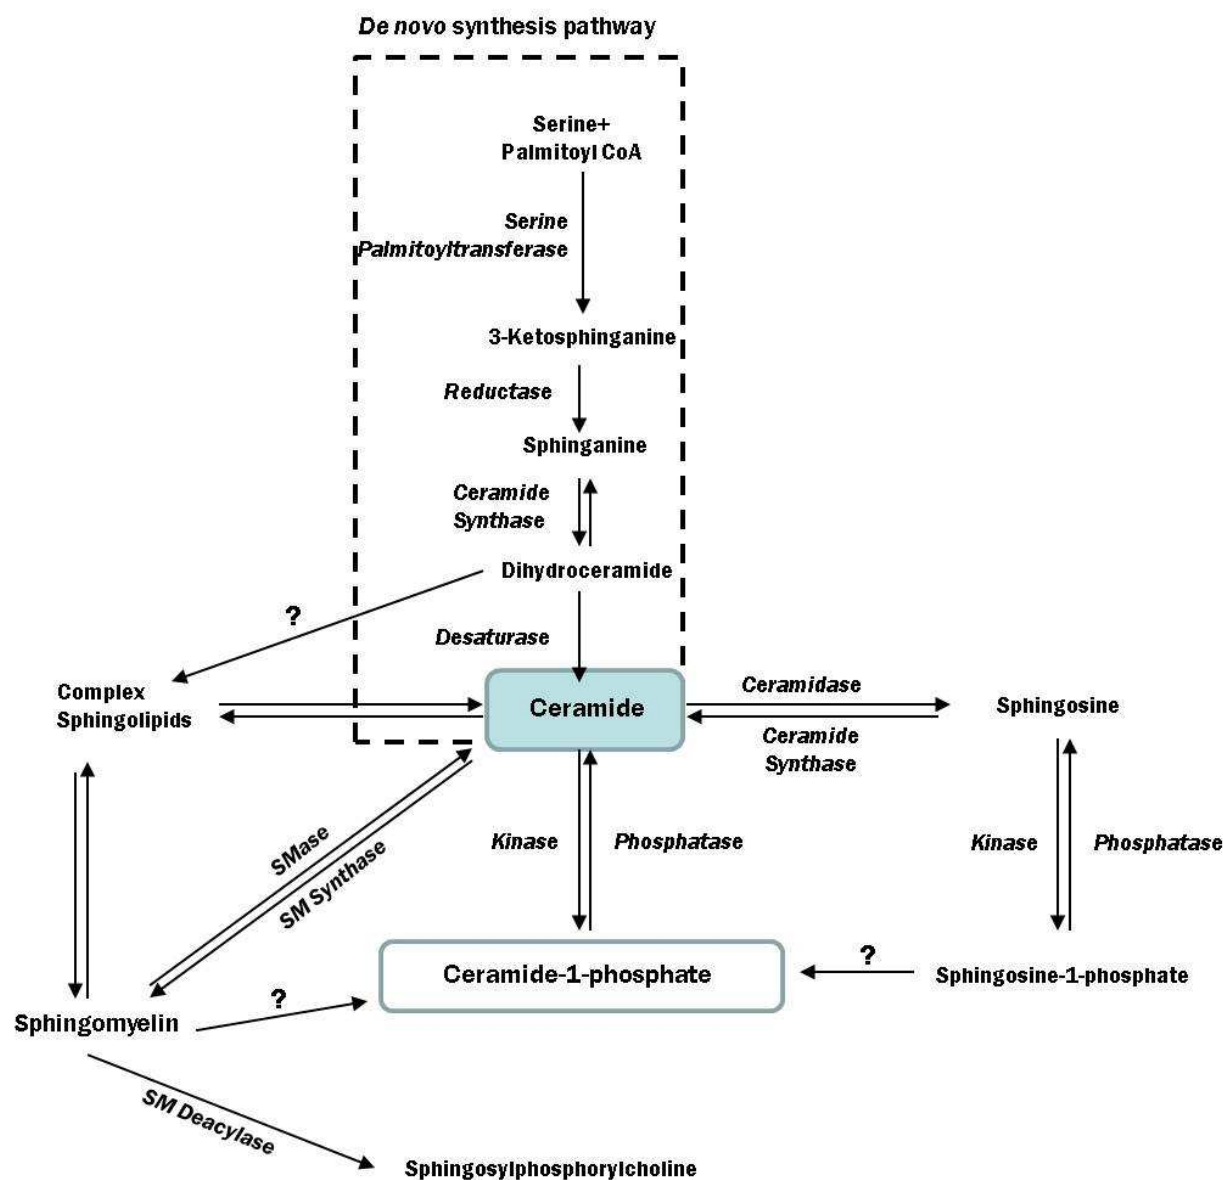 De novo synthesis pathway
Serine+
Palmitoyl CoA
Serine
Palmitoyltransferase
3-Ketosphinganine
Reductase
Sphinganine
Ceramide
Synthase
Dihydroceramide
?
Desaturase
Complex
Sphingolipids
Ceramide
Ceramidase
Ceramide
Synthase
Sphingosine
SMase
SM Synthase
Kinase
Phosphatase
Kinase
Phosphatase
Ceramide-1-phosphate
?
Sphingosine-1-phosphate
Sphingomyelin
?
SM Deacylase
Sphingosylphosphorylcholine